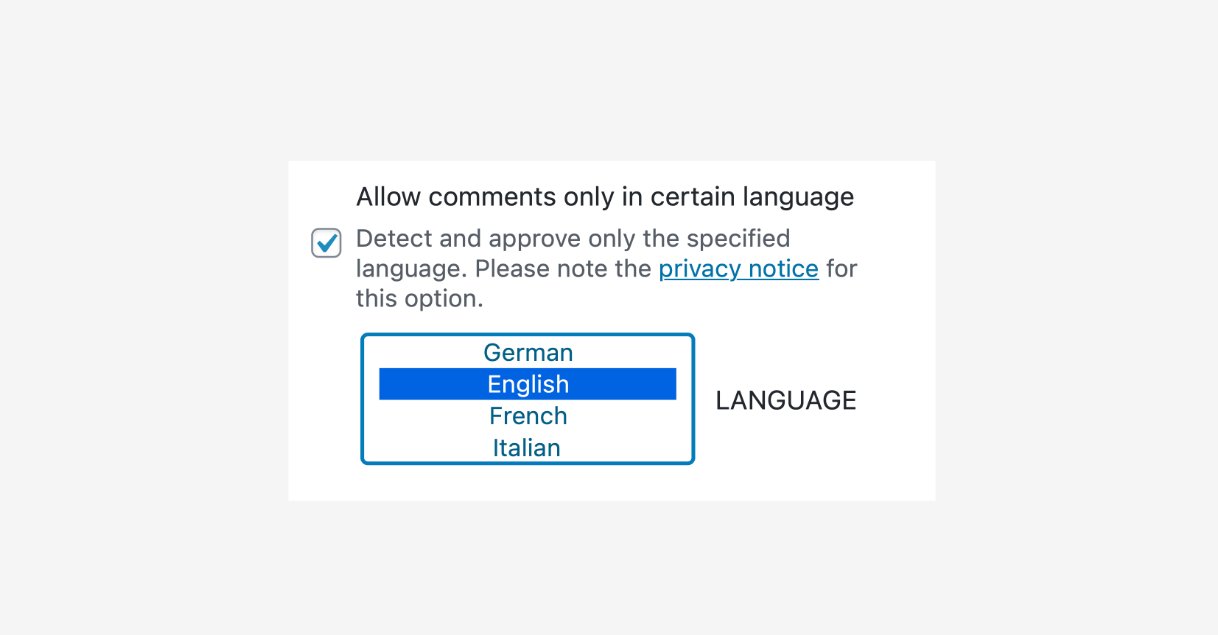 Allow comments only in certain language
Detect and approve only the specified
language. Please note the privacy notice for
this option.
German
English
French
Italian
LANGUAGE